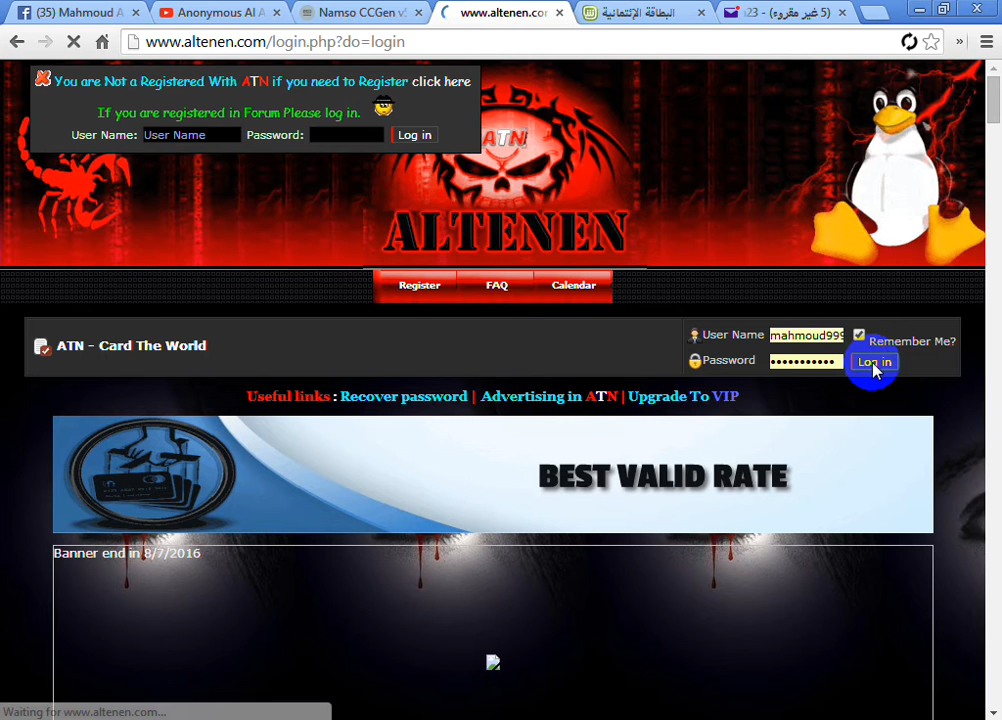 (35) Mahmoud A
Anonymous Al A
Namso CCGen v5
www.altenen.com
البطاقة الإئتمانية
(5 غير مقروء) - 23
www.altenen.com/login.php?do=login
You are Not a Registered With ATN if you need to Register click here
If you are registered in Forum Please log in.
User Name: User Name Password: Log in
ATN
ALTENEN
Register FAQ Calendar
ATN - Card The World
User Name mahmoud999 Remember Me?
Password ••••••••••• Log in
Useful links : Recover password | Advertising in ATN | Upgrade To VIP
BEST VALID RATE
Banner end in 8/7/2016
Waiting for www.altenen.com...